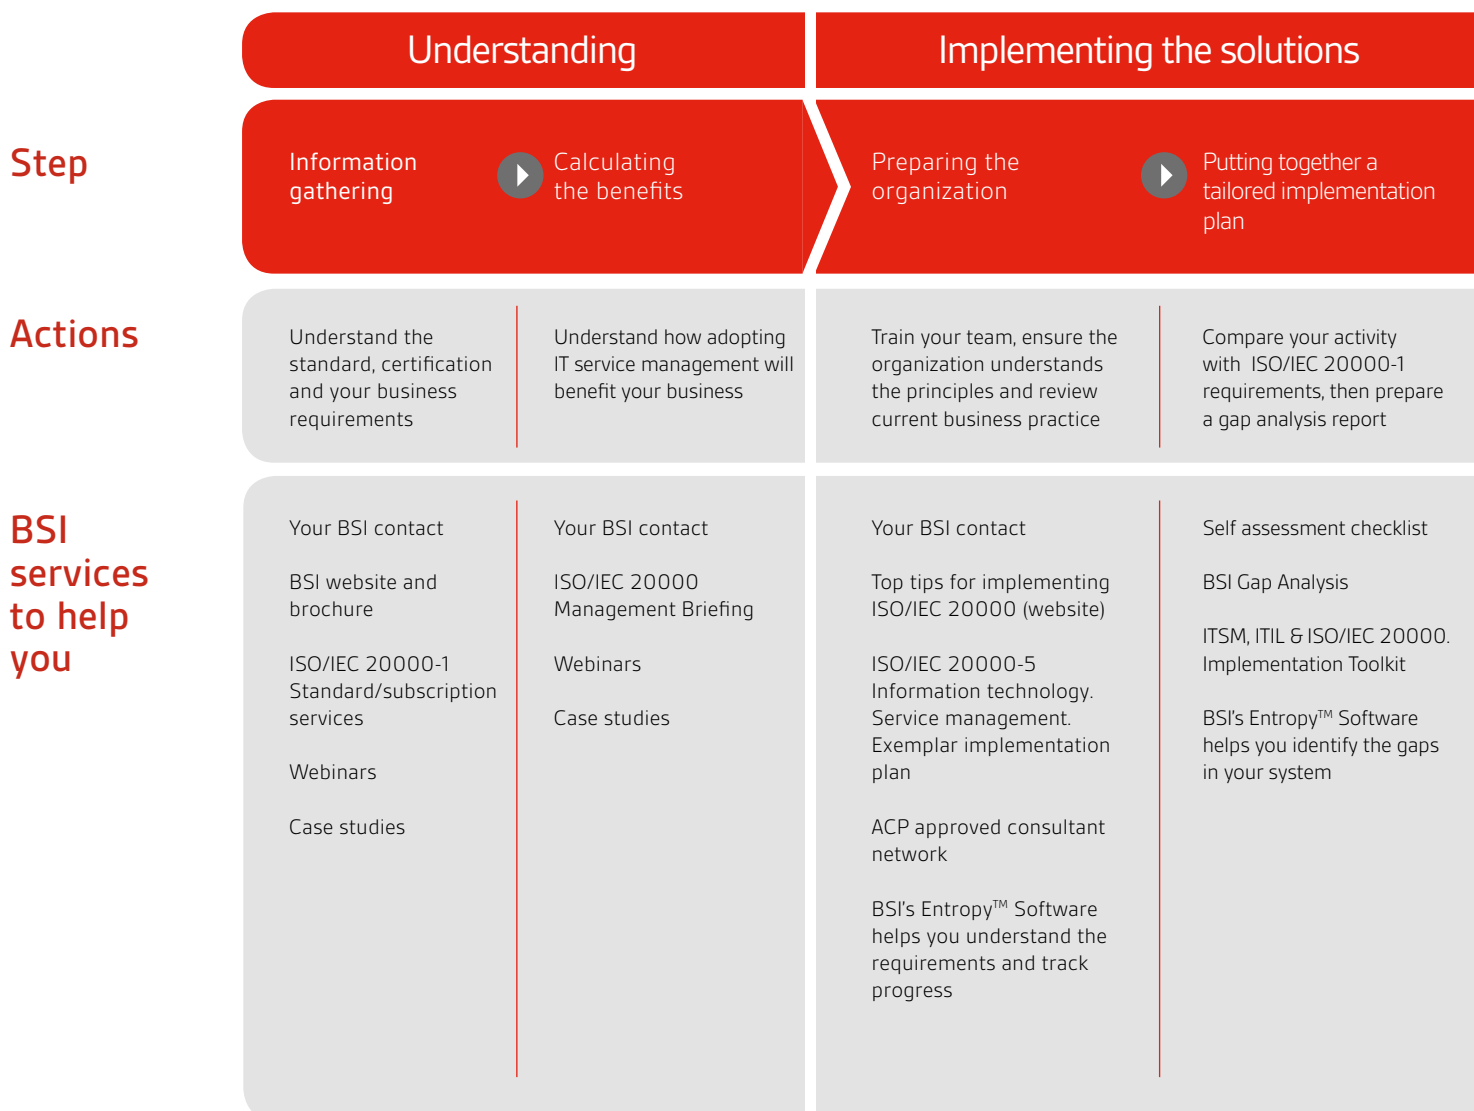 Understanding
Implementing the solutions
Step
Information
gathering
Calculating
the benefits
Preparing the
organization
Putting together a
tailored implementation
plan
Actions
Understand the
standard, certification
and your business
requirements
Understand how adopting
IT service management will
benefit your business
Train your team, ensure the
organization understands
the principles and review
current business practice
Compare your activity
with ISO/IEC 20000-1
requirements, then prepare
a gap analysis report
BSI
services
to help
you
Your BSI contact
BSI website and
brochure
ISO/IEC 20000-1
Standard/subscription
services
Webinars
Case studies
Your BSI contact
ISO/IEC 20000
Management Briefing
Webinars
Case studies
Your BSI contact
Top tips for implementing
ISO/IEC 20000 (website)
ISO/IEC 20000-5
Information technology.
Service management.
Exemplar implementation
plan
ACP approved consultant
network
BSI's Entropy™ Software
helps you understand the
requirements and track
progress
Self assessment checklist
BSI Gap Analysis
ITSM, ITIL & ISO/IEC 20000.
Implementation Toolkit
BSI's Entropy™ Software
helps you identify the gaps
in your system